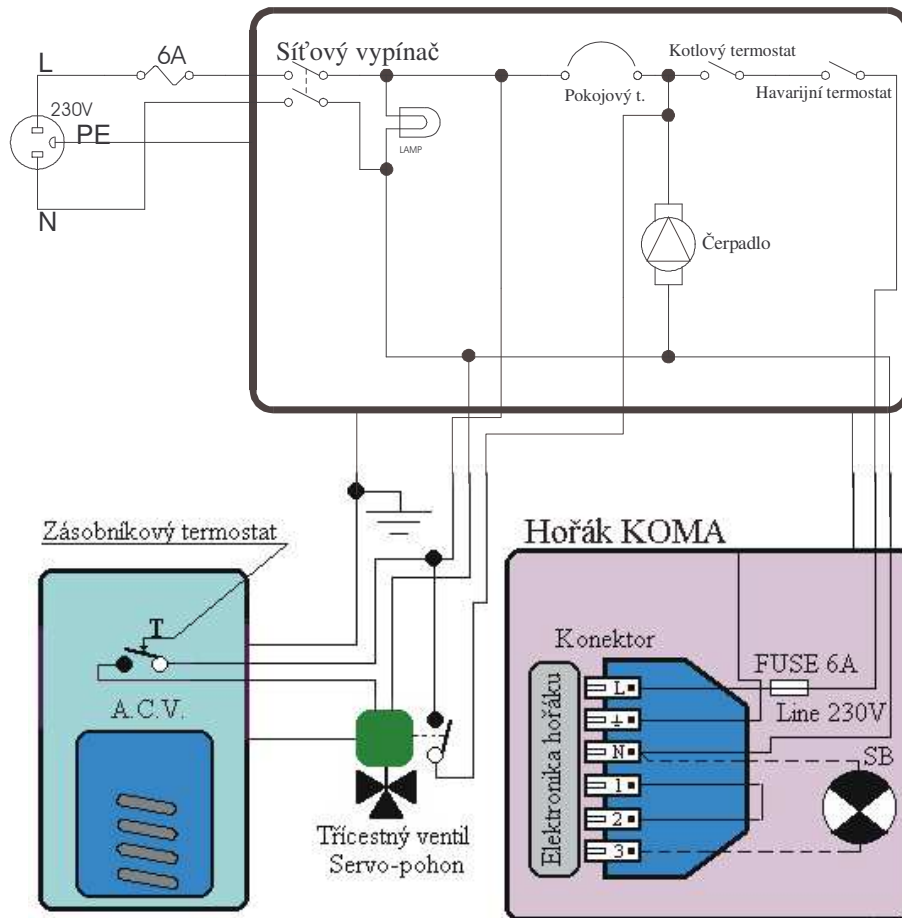 L
6A
Síťový vypínač
Kotlový termostat
Pokojový t.
Havarijní termostat
230V
PE
LAMP
N
Čerpadlo
Zásobníkový termostat
Hořák KOMA
T
A.C.V.
Konektor
FUSE 6A
Line 230V
SB
Elektronika hořáku
L
N
1
2
3
Třícestný ventil
Servo-pohon